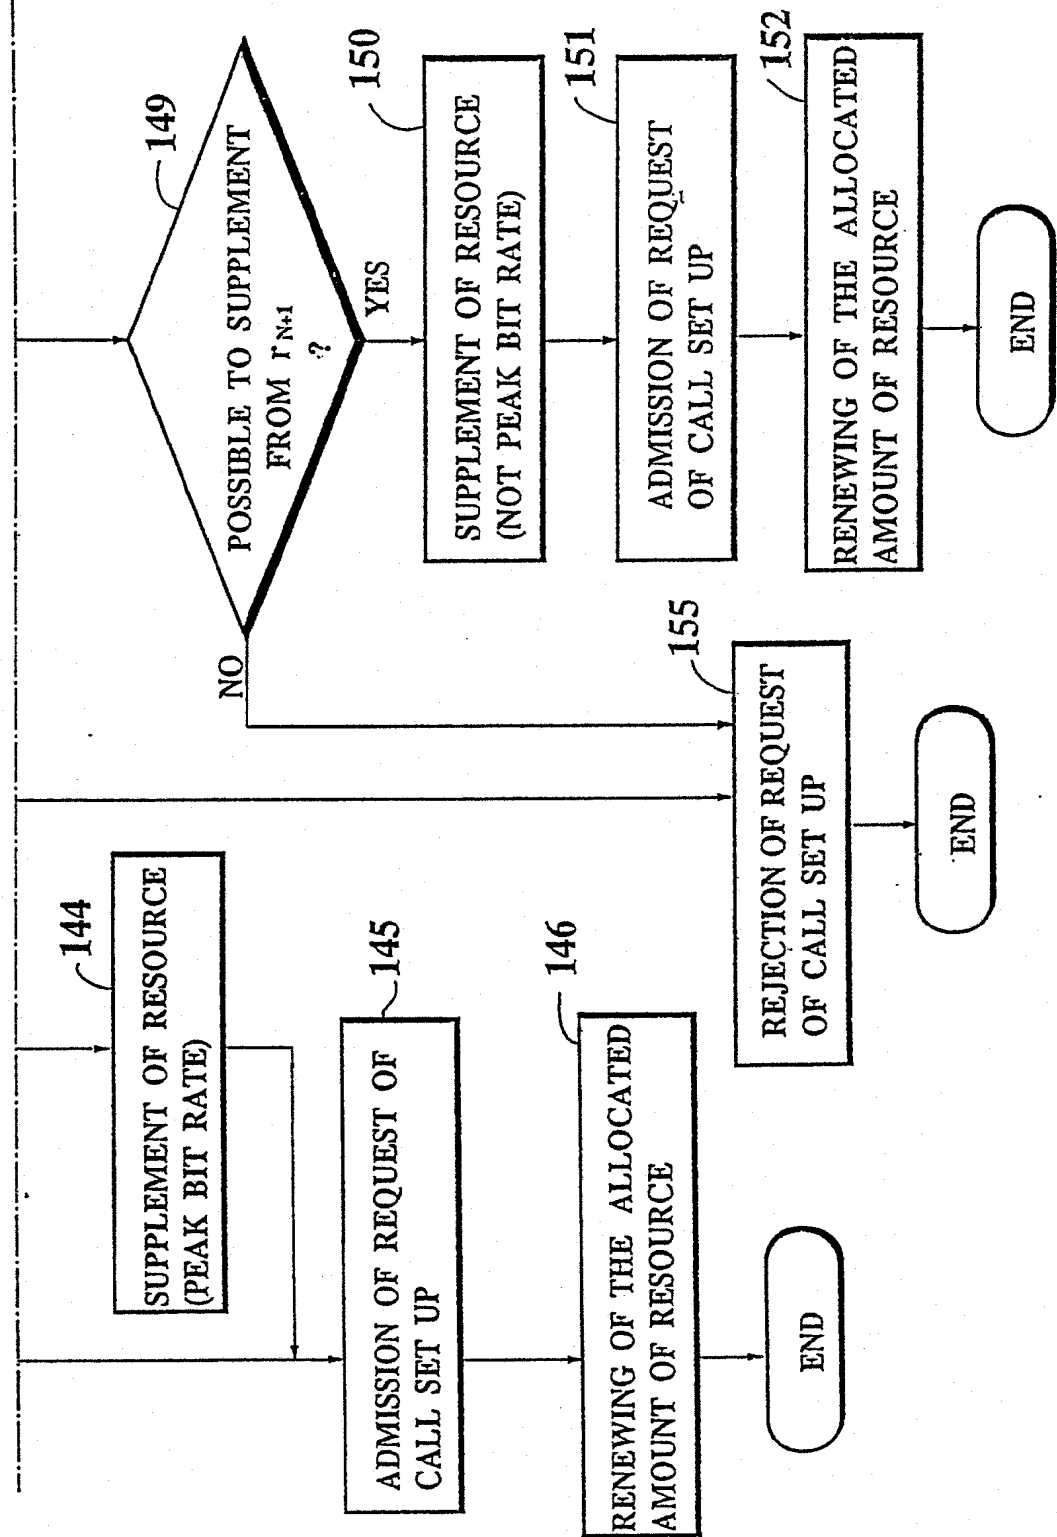 144
SUPPLEMENT OF RESOURCE
(PEAK BIT RATE)
145
ADMISSION OF REQUEST OF
CALL SET UP
146
RENEWING OF THE ALLOCATED
AMOUNT OF RESOURCE
END
149
POSSIBLE TO SUPPLEMENT
FROM r N+1
?
NO
YES
155
REJECTION OF REQUEST
OF CALL SET UP
END
150
SUPPLEMENT OF RESOURCE
(NOT PEAK BIT RATE)
151
ADMISSION OF REQUEST
OF CALL SET UP
152
RENEWING OF THE ALLOCATED
AMOUNT OF RESOURCE
END